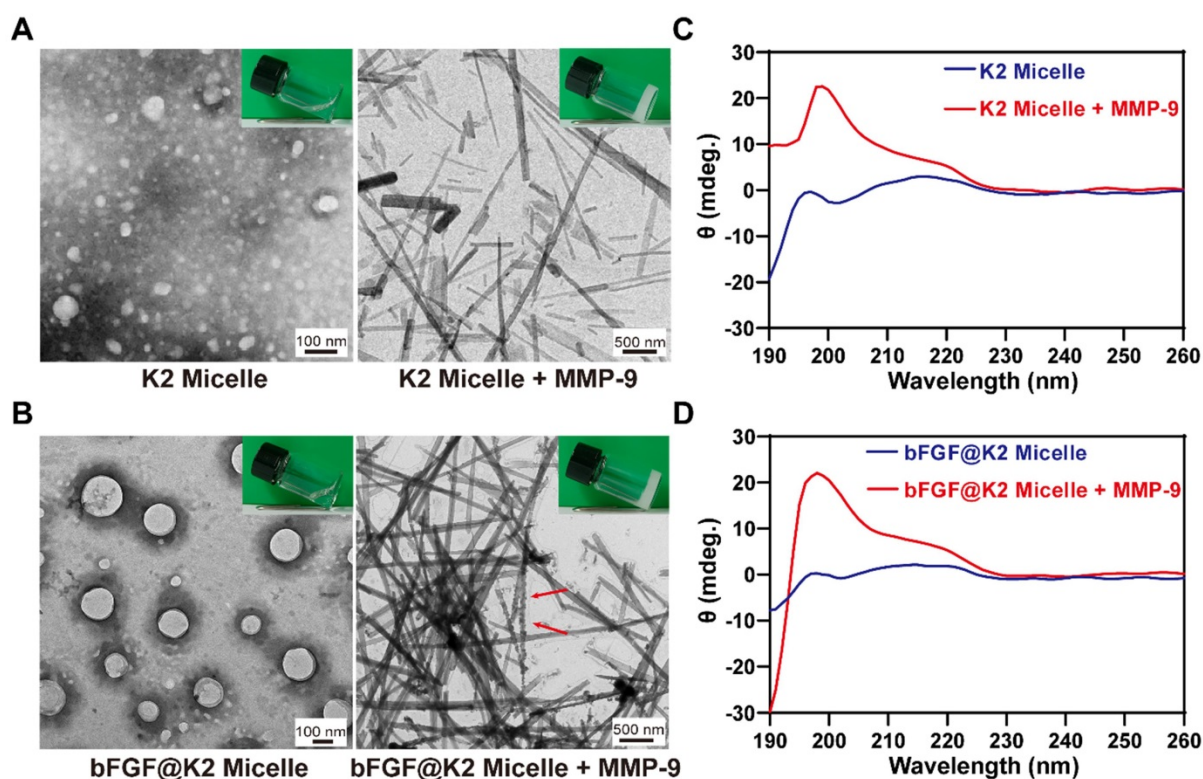 A
100 nm
K2 Micelle
500 nm
K2 Micelle + MMP-9
B
100 nm
bFGF@K2 Micelle
500 nm
bFGF@K2 Micelle + MMP-9
C
30
20
10
0
-10
-20
-30
θ (mdeg.)
K2 Micelle
K2 Micelle + MMP-9
190 200 210 220 230 240 250 260
Wavelength (nm)
D
30
20
10
0
-10
-20
-30
θ (mdeg.)
bFGF@K2 Micelle
bFGF@K2 Micelle + MMP-9
190 200 210 220 230 240 250 260
Wavelength (nm)